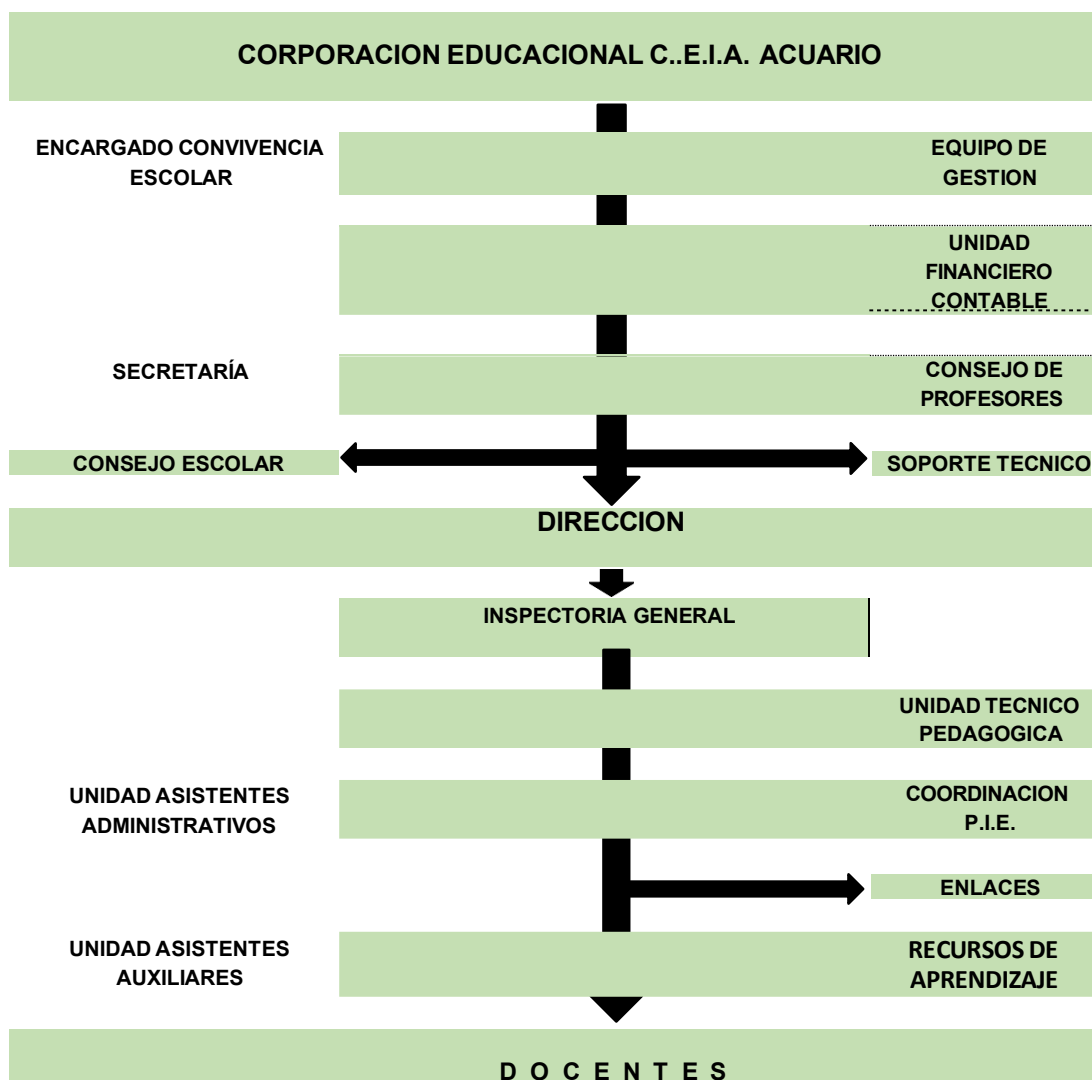 CORPORACION EDUCACIONAL C..E.I.A. ACUARIO
ENCARGADO CONVIVENCIA
ESCOLAR
EQUIPO DE
GESTION
UNIDAD
FINANCIERO
CONTABLE
SECRETARÍA
CONSEJO DE
PROFESORES
CONSEJO ESCOLAR
SOPORTE TECNICO
DIRECCION
INSPECTORIA GENERAL
UNIDAD TECNICO
PEDAGOGICA
UNIDAD ASISTENTES
ADMINISTRATIVOS
COORDINACION
P.I.E.
ENLACES
UNIDAD ASISTENTES
AUXILIARES
RECURSOS DE
APRENDIZAJE
D O C E N T E S